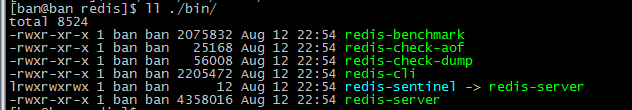 [ban@ban redis]$ ll ./bin/
total 8524
-rwxr-xr-x 1 ban ban 2075832 Aug 12 22:54 redis-benchmark
-rwxr-xr-x 1 ban ban 25168 Aug 12 22:54 redis-check-aof
-rwxr-xr-x 1 ban ban 56008 Aug 12 22:54 redis-check-dump
-rwxr-xr-x 1 ban ban 2205472 Aug 12 22:54 redis-cli
lrwxrwxrwx 1 ban ban 12 Aug 12 22:54 redis-sentinel -> redis-server
-rwxr-xr-x 1 ban ban 4358016 Aug 12 22:54 redis-server